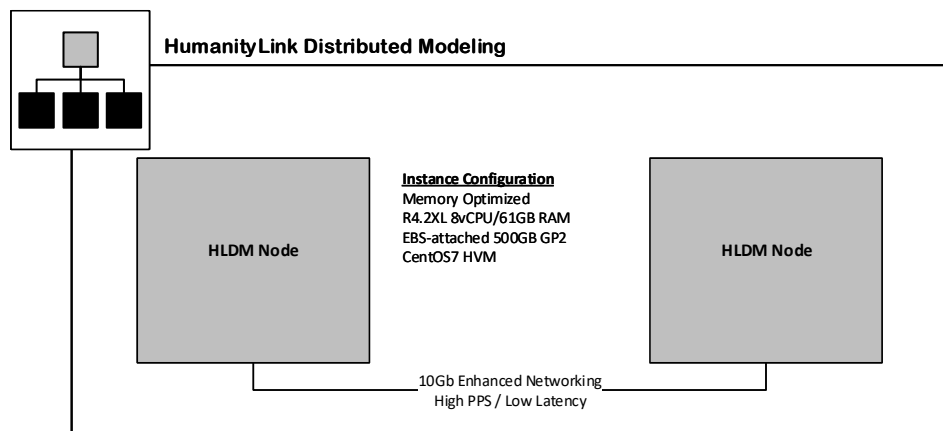 HumanityLink Distributed Modeling
Instance Configuration
Memory Optimized
R4.2XL 8vCPU/61GB RAM
EBS-attached 500GB GP2
CentOS7 HVM
HLDM Node
HLDM Node
10Gb Enhanced Networking
High PPS / Low Latency